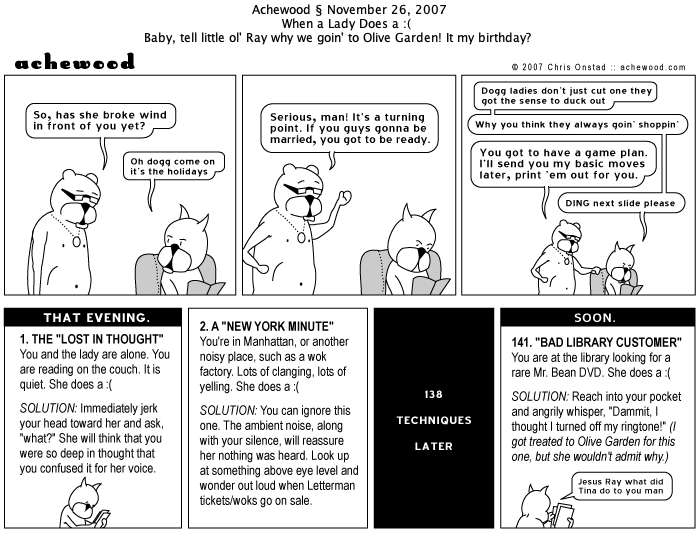 Achewood § November 26, 2007
When a Lady Does a :(
Baby, tell little ol' Ray why we goin' to Olive Garden! It my birthday?
achewood
© 2007 Chris Onstad :: achewood.com
So, has she broke wind
in front of you yet?
Oh dogg come on
it's the holidays
Serious, man! It's a turning
point. If you guys gonna be
married, you got to be ready.
Dogg ladies don't just cut one they
got the sense to duck out
Why you think they always goin' shoppin'
You got to have a game plan.
I'll send you my basic moves
later, print 'em out for you.
DING next slide please
THAT EVENING.
1. THE "LOST IN THOUGHT"
You and the lady are alone. You
are reading on the couch. It is
quiet. She does a :(
SOLUTION: Immediately jerk
your head toward her and ask,
"what?" She will think that you
were so deep in thought that
you confused it for her voice.
2. A "NEW YORK MINUTE"
You're in Manhattan, or another
noisy place, such as a wok
factory. Lots of clanging, lots of
yelling. She does a :(
SOLUTION: You can ignore this
one. The ambient noise, along
with your silence, will reassure
her nothing was heard. Look up
at something above eye level and
wonder out loud when Letterman
tickets/woks go on sale.
138
TECHNIQUES
LATER
SOON.
141. "BAD LIBRARY CUSTOMER"
You are at the library looking for a
rare Mr. Bean DVD. She does a :(
SOLUTION: Reach into your pocket
and angrily whisper, "Dammit, I
thought I turned off my ringtone!" (I
got treated to Olive Garden for this
one, but she wouldn't admit why.)
Jesus Ray what did
Tina do to you man